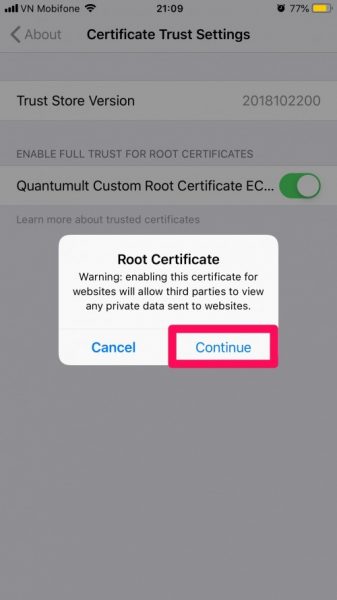 VN Mobifone 21:09 77%
About Certificate Trust Settings
Trust Store Version 2018102200
ENABLE FULL TRUST FOR ROOT CERTIFICATES
Quantumult Custom Root Certificate EC...
Learn more about trusted certificates
Root Certificate
Warning: enabling this certificate for
websites will allow third parties to view
any private data sent to websites.
Cancel Continue